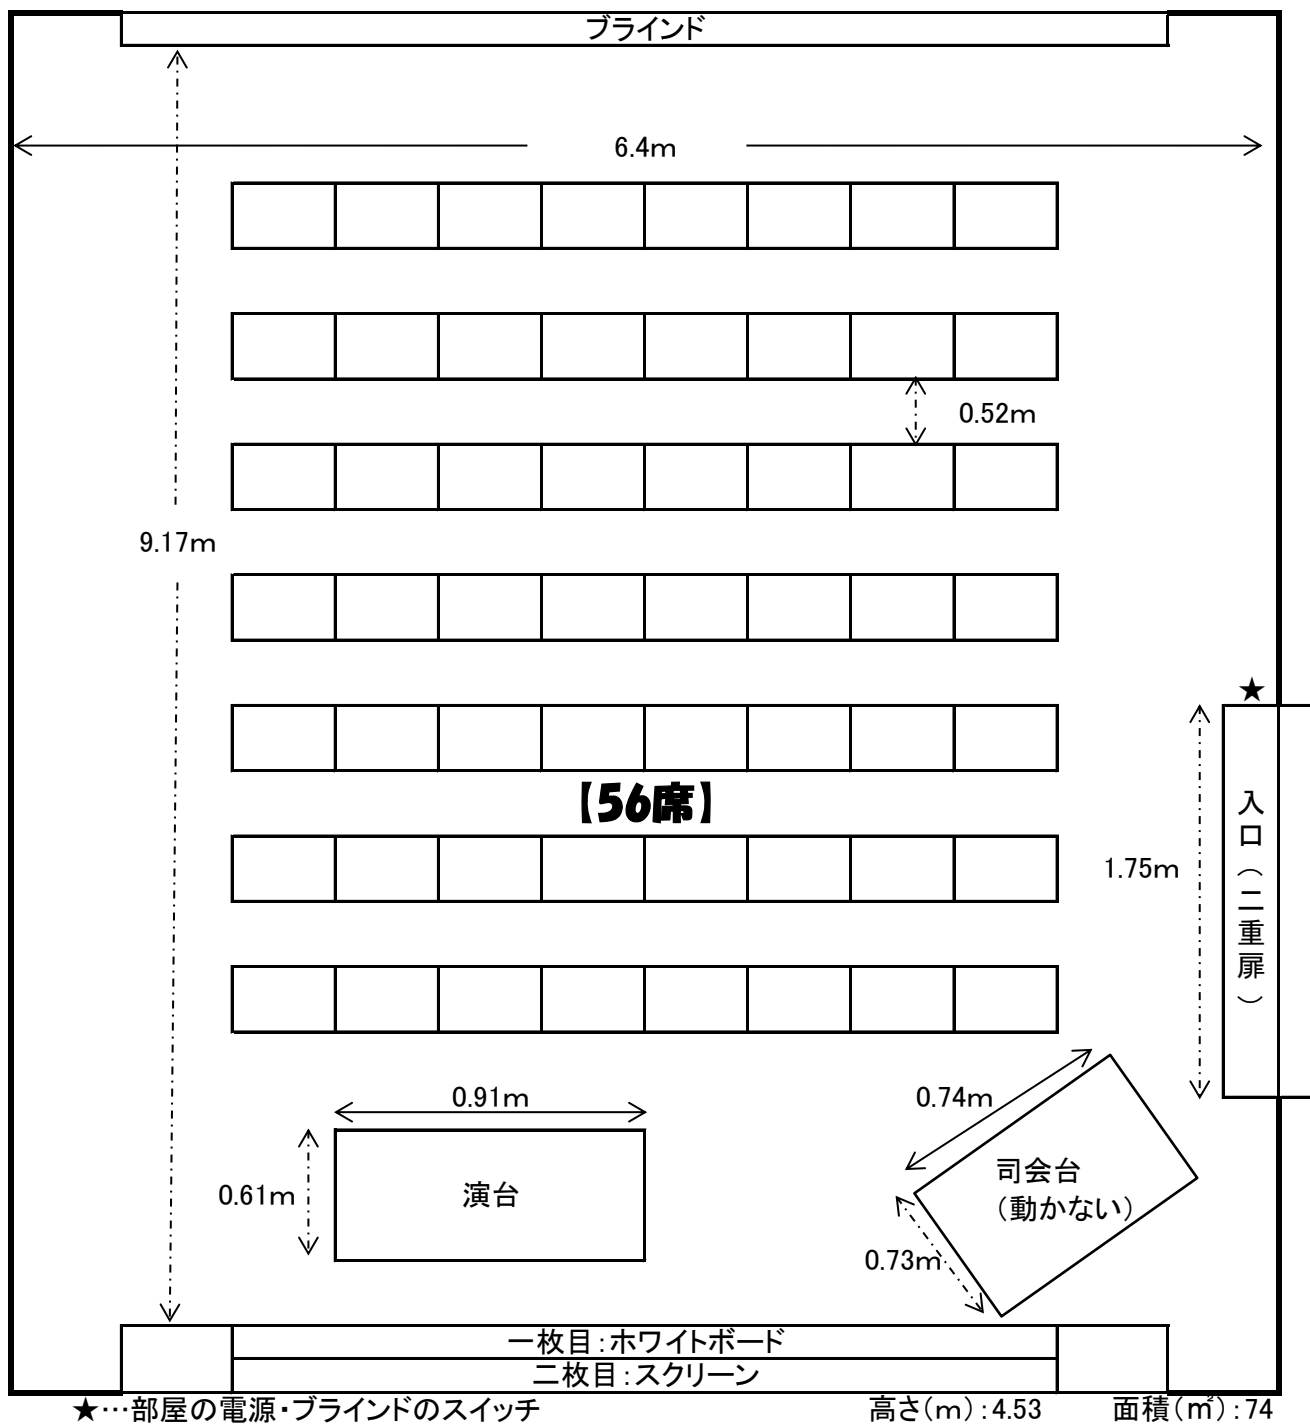 ブラインド
6.4m
0.52m
9.17m
★
【56席】
入口(二重扉)
1.75m
0.91m
0.74m
0.61m
演台
司会台
(動かない)
0.73m
一枚目:ホワイトボード
二枚目:スクリーン
★…部屋の電源・ブラインドのスイッチ
高さ(m):4.53
面積(㎡):74